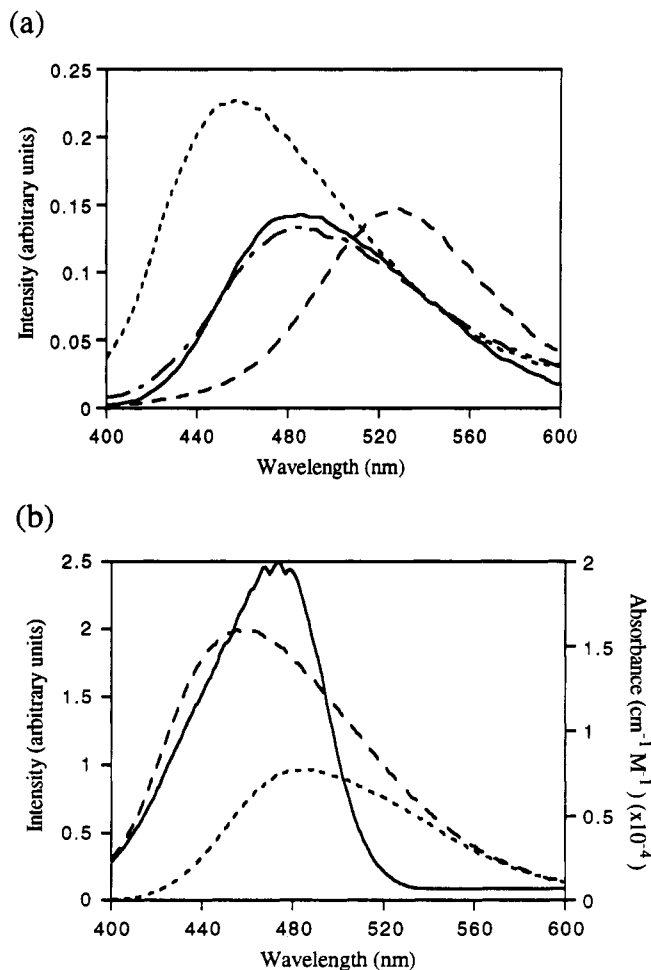 (a)
Intensity (arbitrary units)
0.25
0.2
0.15
0.1
0.05
0
400 440 480 520 560 600
Wavelength (nm)
(b)
Intensity (arbitrary units)
2.5
2
1.5
1
0.5
0
2
1.5
1
0.5
0
Absorbance (cm⁻¹ M⁻¹) (x10⁻⁴)
400 440 480 520 560 600
Wavelength (nm)